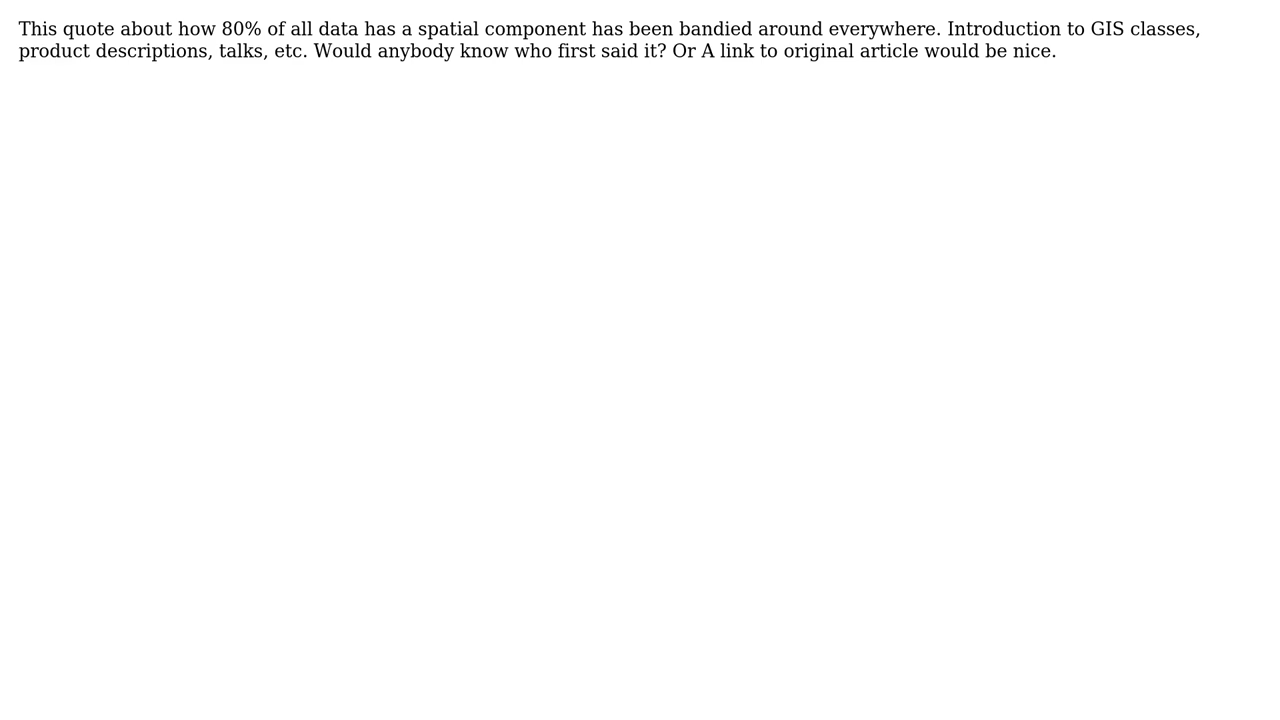 This quote about how 80% of all data has a spatial component has been bandied around everywhere. Introduction to GIS classes,
product descriptions, talks, etc. Would anybody know who first said it? Or A link to original article would be nice.